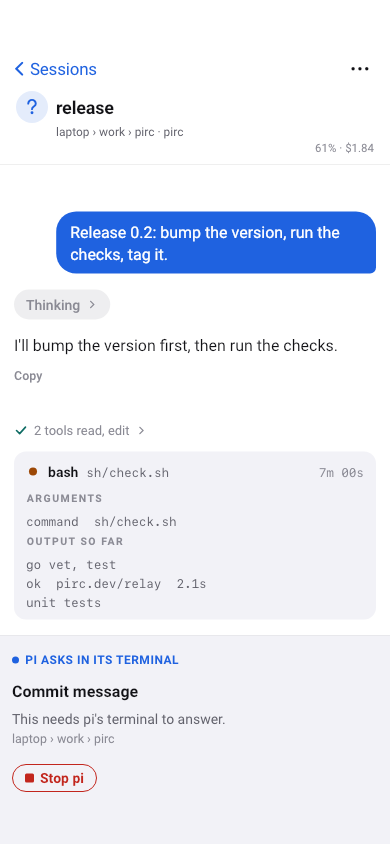 Sessions
?
release
laptop › work › pirc · pirc
61% · $1.84
Release 0.2: bump the version, run the
checks, tag it.
Thinking
I'll bump the version first, then run the checks.
Copy
2 tools read, edit
bash sh/check.sh 7m 00s
ARGUMENTS
command sh/check.sh
OUTPUT SO FAR
go vet, test
ok pirc.dev/relay 2.1s
unit tests
PI ASKS IN ITS TERMINAL
Commit message
This needs pi's terminal to answer.
laptop › work › pirc
Stop pi